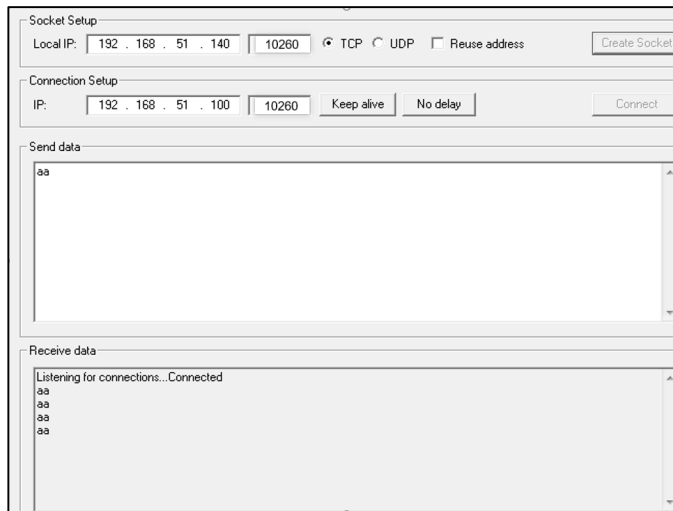 Socket Setup
Local IP: 192 . 168 . 51 . 140 10260 TCP UDP Reuse address Create Socket
Connection Setup
IP: 192 . 168 . 51 . 100 10260 Keep alive No delay Connect
Send data
aa
Receive data
Listening for connections...Connected
aa
aa
aa
aa